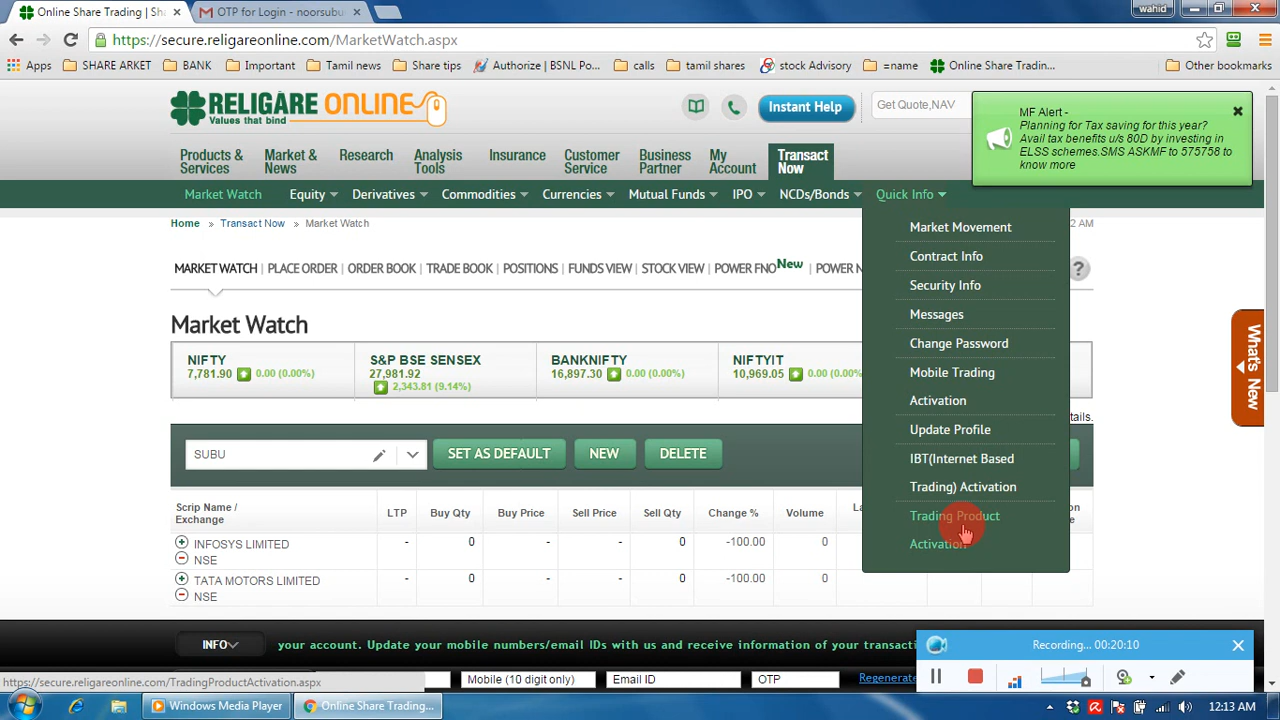 Online Share Trading | Sha
OTP for Login - noorsubus
wahid
https://secure.religareonline.com/MarketWatch.aspx
Apps
SHARE ARKET
BANK
Important
Tamil news
Share tips
Authorize | BSNL Po...
calls
tamil shares
stock Advisory
=name
Online Share Tradin...
Other bookmarks
RELIGARE ONLINE
Values that bind
Instant Help
Get Quote,NAV
MF Alert -
Planning for Tax saving for this year?
Avail tax benefits u/s 80D by investing in
ELSS schemes.SMS ASKMF to 575758 to
know more
Products &
Services
Market &
News
Research
Analysis
Tools
Insurance
Customer
Service
Business
Partner
My
Account
Transact
Now
Market Watch
Equity
Derivatives
Commodities
Currencies
Mutual Funds
IPO
NCDs/Bonds
Quick Info
Home
Transact Now
Market Watch
2 AM
Market Movement
Contract Info
Security Info
Messages
Change Password
Mobile Trading
Activation
Update Profile
IBT(Internet Based
Trading) Activation
Trading Product
Activation
MARKET WATCH | PLACE ORDER | ORDER BOOK | TRADE BOOK | POSITIONS | FUNDS VIEW | STOCK VIEW | POWER FNO New | POWER N
?
Market Watch
NIFTY
7,781.90 0.00 (0.00%)
S&P BSE SENSEX
27,981.92
2,343.81 (9.14%)
BANKNIFTY
16,897.30 0.00 (0.00%)
NIFTYIT
10,969.05 0.00 (0.00%)
etails.
What's New
SUBU
SET AS DEFAULT
NEW
DELETE
Scrip Name /
Exchange
LTP
Buy Qty
Buy Price
Sell Price
Sell Qty
Change %
Volume
La
on
INFOSYS LIMITED - 0 - - 0 -100.00 0
NSE
TATA MOTORS LIMITED - 0 - - 0 -100.00 0
NSE
INFO
your account. Update your mobile numbers/email IDs with us and receive information of your transacti
Mobile (10 digit only)
Email ID
OTP
Regenerate
https://secure.religareonline.com/TradingProductActivation.aspx
Recording... 00:20:10
Windows Media Player
Online Share Trading...
12:13 AM